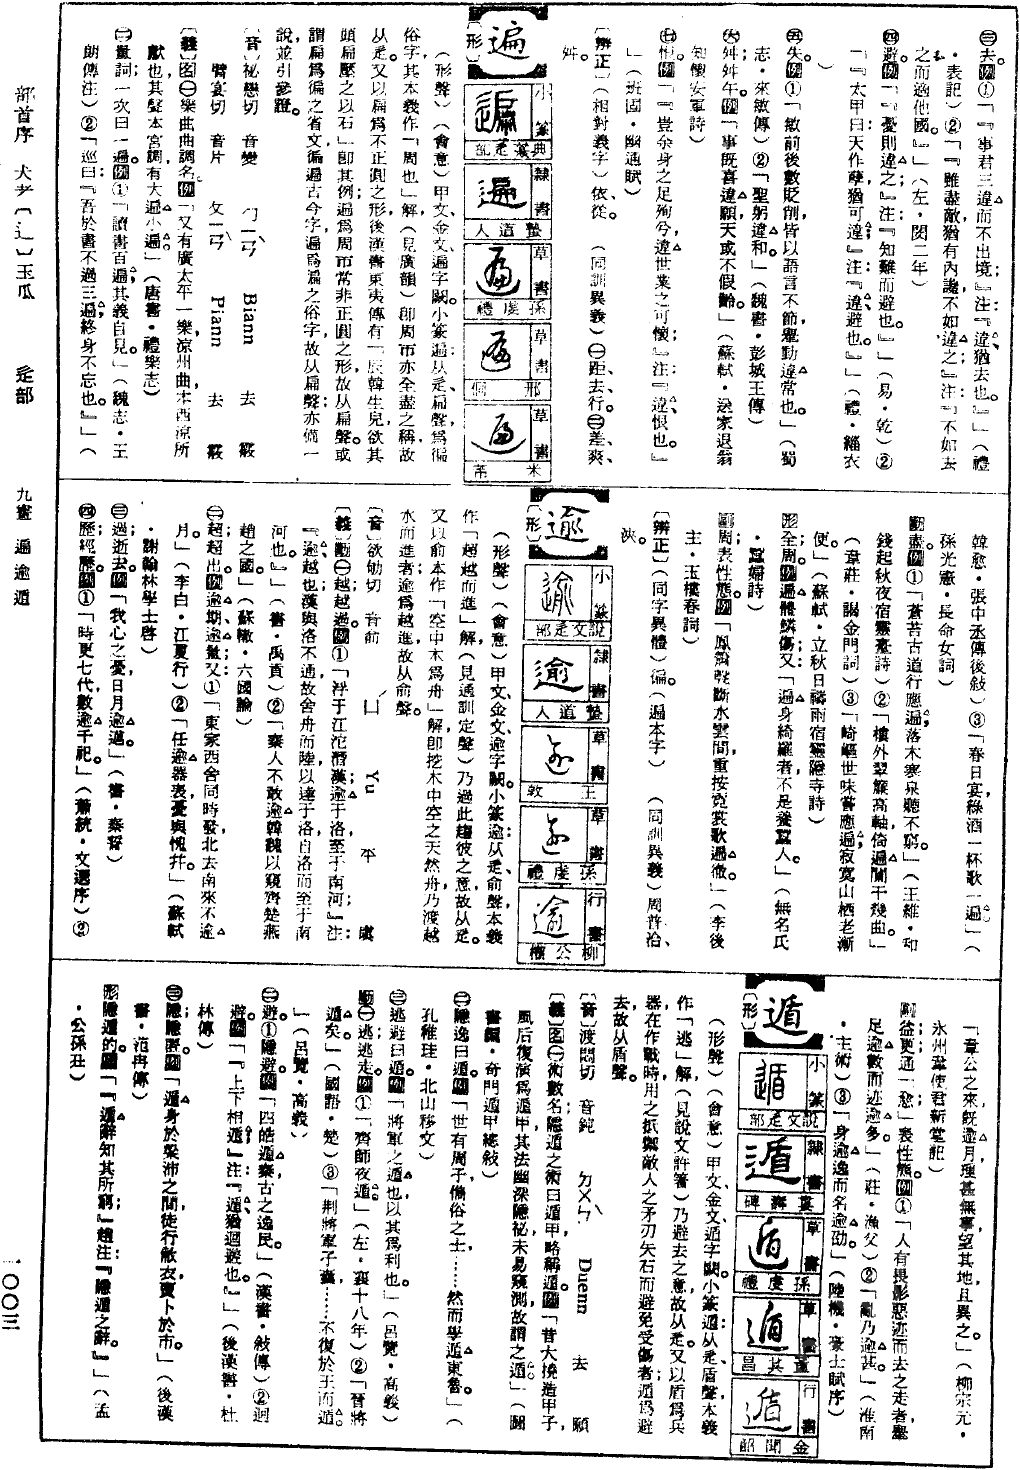 ㊂去。例①「『事君三違而不出境。』注：『違猶去也。』」（禮
・表記）②「『雖盡敵猶有內讒不如違之。』注：『不如去
之而適他國。』」（左・閔二年）
㊃避。例①「『憂則違之。』注：『知難而避也。』」（易・乾）②
「『太甲曰天作孽猶可違。』注：『違避也。』」（禮・緇衣
）
㊄失。例①「敏前後數貶削皆以語言不節舉動違常也。」（蜀
志・來敏傳）②「聖躬違和。」（魏書・彭城王傳）
㊅舛舛午。例「事既喜違願天或不假齡。」（蘇軾・送家退翁
知懷安軍詩）
㊆恨。例「『豈余身之足殉兮違世業之可懷。』注：『違恨也。』
」（班固・幽通賦）
〔辨正〕（相對義字）依、從。（同訓異義）㊀距、去、行。㊂差、爽、
舛。
遍
〔形〕
小篆
隸書
草書
草書
草書
人道蟄
禮虔孫
侗邢
芾米
（形聲）（會意）甲文、金文遍字闕。小篆遍：从辵、扁聲、爲徧
俗字、其本義作「周也」解（見廣韻）、即周帀亦全盡之稱、故
从辵。又以扁爲不正圓之形、後漢書東夷傳有「辰韓生兒欲其
頭扁壓之以石」即其例、遍爲周帀常非正圓之形、故从扁聲。或
謂扁爲徧之省文、徧遍古今字、遍爲徧之俗字、故从扁聲、亦備一
說並引參證。
〔音〕祕戀切　音變　ㄅㄧㄢˋ　Biann　去　霰
譬宴切　音片　ㄆㄧㄢˋ　Piann　去　霰
〔義〕名㊀樂曲曲調名。例「又有廣太平一樂涼州曲本西涼所
獻也其聲本宮調有大遍小遍。」（唐書・禮樂志）
㊁量詞：一次曰一遍。例①「讀書百遍其義自見。」（魏志・王
朗傳注）②「巡曰『吾於書不過三遍終身不忘也。』」（
韓愈・張中丞傳後敍）③「春日宴綠酒一杯歌一遍」（
孫光憲・長命女詞）
動盡。例①「蒼苔古道行應遍落木寒泉聽不窮。」（王維・和
錢起秋夜宿靈臺詩）②「樓外翠簾高軸倚遍闌干幾曲。」
（韋莊・謁金門詞）③「崎嶇世味嘗應遍寂寞山栖老漸
便。」（蘇軾・立秋日禱雨宿靈隱寺詩）
形全周。例「遍體鱗傷」又「遍身綺羅者不是養蠶人。」（無名氏
・蠶婦詩）
副周、表性態。例「鳳簫聲斷水雲間重按霓裳歌遍徹。」（李後
主・玉樓春詞）
〔辨正〕（同字異體）徧（遍本字）（同訓異義）周、普、洽、
浹。
逾
〔形〕
小篆
隸書
草書
草書
行書
部辵文說
人道蟄
敦王
禮虔孫
權公柳
（形聲）（會意）甲文、金文逾字闕。小篆逾：从辵、俞聲、本義
作「超越而進」解（見通訓定聲）、乃過此趨彼之意、故从辵。
又以俞本作「空中木爲舟」解、即挖木中空之天然舟、乃渡越
水而進者、逾爲越進、故从俞聲。
〔音〕欲劬切　音俞　ˊㄩ　Yu　平　虞
〔義〕動㊀越、越過。例①「『浮于江沱潛漢逾于洛至于南河。』注：
『逾越也漢與洛不通故舍舟而陸以達于洛自洛而至于南
河也。』」（書・禹貢）②「秦人不敢逾韓魏以窺齊楚燕
趙之國。」（蘇轍・六國論）
㊁超、超出。例「逾期、逾數」又①「東家西舍同時發北去南來不逾
月。」（李白・江夏行）②「任逾器表憂與愧并。」（蘇軾
・謝翰林學士啓）
㊂過、逝去。例「我心之憂日月逾邁。」（書・秦誓）
㊃歷、經歷。例①「時更七代數逾千祀。」（蕭統・文選序）②
「韋公之來既逾月理甚無事望其地且異之。」（柳宗元・
永州韋使君新堂記）
副益、更、通「愈」表性態。例①「人有畏影惡迹而去之走者舉
足逾數而迹逾多。」（莊・漁父）②「亂乃逾甚。」（淮南
・主術）③「身逾逸而名逾劭。」（陸機・豪士賦序）
遁
〔形〕
小篆
隸書
草書
草書
行書
部辵文說
碑壽夏
禮虔孫
昌其董
韶聞金
（形聲）（會意）甲文、金文遁字闕。小篆遁：从辵、盾聲、本義
作「逃」解（見說文許箸）、乃避去之意、故从辵。又以盾爲兵
器在作戰時用之抵禦敵人之矛刃矢石而避免受傷者、遁爲避
去、故从盾聲。
〔音〕渡悶切　音鈍　ㄉㄨㄣˋ　Duenn　去　願
〔義〕名㊀術數名、隱遁之術曰遁甲、略稱遁。例「昔大撓造甲子、
風后復演爲遁甲其法幽深隱祕未易窺測故謂之遁。」（圖
書編・奇門遁甲總敍）
㊁隱逸曰遁。例「世有周子儁俗之士……然而學遁東魯。」（
孔稚珪・北山移文）
㊂逃避曰遁。例「將軍之遁也以其爲利也。」（呂覽・高義）
動㊀逃、逃走。例①「齊師夜遁。」（左・襄十八年）②「晉將
遁矣。」（國語・楚）③「荆將軍子囊……不復於王而遁
。」（呂覽・高義）
㊁避：①隱避。例「四皓遁秦古之逸民。」（漢書・敍傳）②迴
避。例「『上下相遁。』注：『遁猶迴避也。』」（後漢書・杜
林傳）
㊂隱、隱匿。例「遁身於梁沛之間徒行敝衣賣卜於市。」（後漢
書・范冉傳）
形隱遁的。例「『遁辭知其所窮。』趙注：『隱遁之辭。』」（孟
・公孫丑）
部首序　犬尹〔辶〕玉瓜　辵部　九畫　遍逾遁　一〇〇三